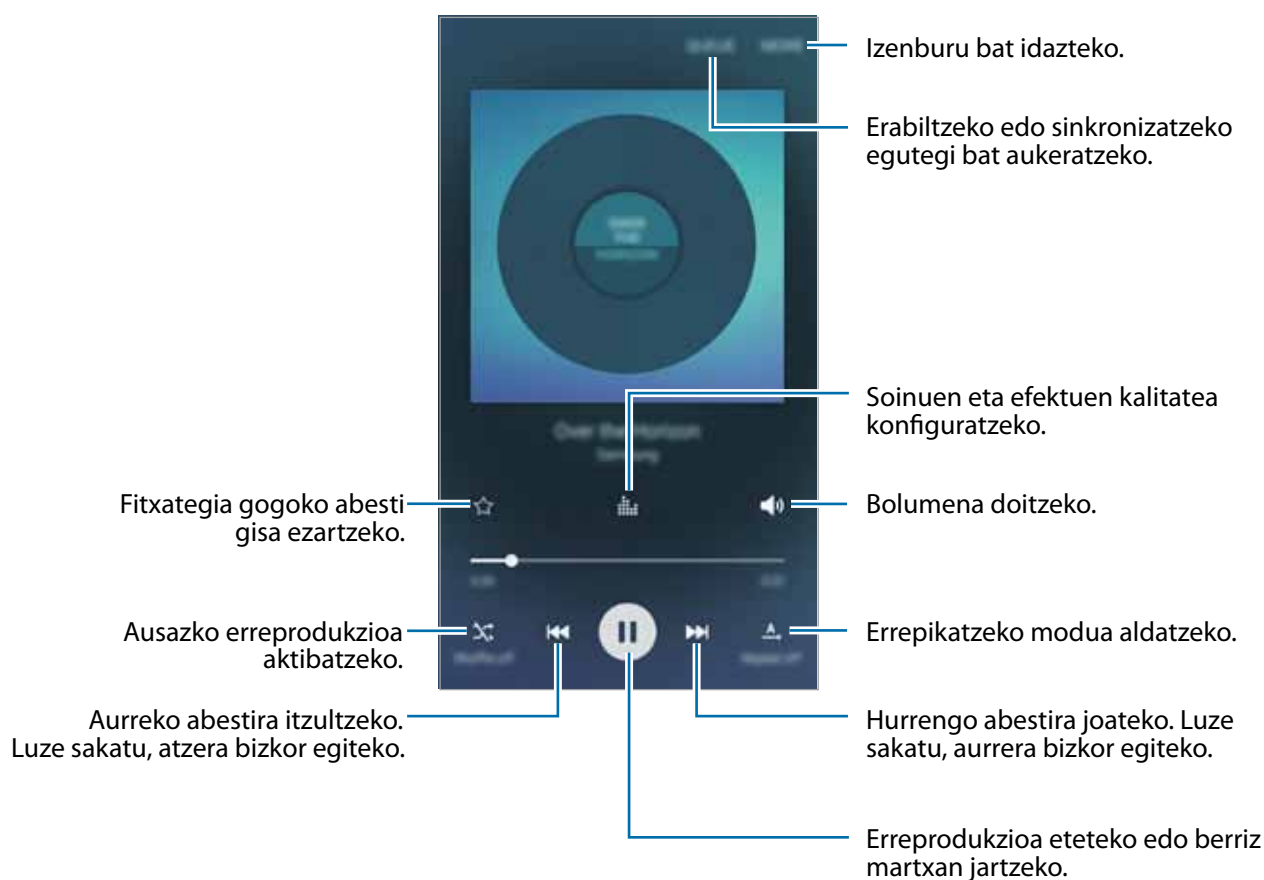 QUEUE MORE
Izenburu bat idazteko.
Erabiltzeko edo sinkronizatzeko
egutegi bat aukeratzeko.
Over the Horizon
Samsung
Soinuen eta efektuen kalitatea
konfiguratzeko.
Fitxategia gogoko abesti
gisa ezartzeko.
Bolumena doitzeko.
Ausazko erreprodukzioa
aktibatzeko.
A
Errepikatzeko modua aldatzeko.
Aurreko abestira itzultzeko.
Luze sakatu, atzera bizkor egiteko.
Hurrengo abestira joateko. Luze
sakatu, aurrera bizkor egiteko.
Erreprodukzioa eteteko edo berriz
martxan jartzeko.